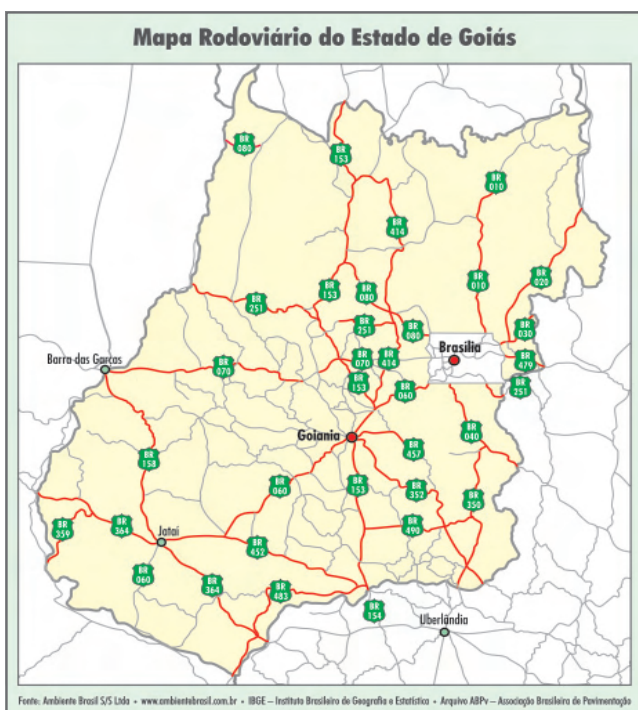 Mapa Rodoviário do Estado de Goiás
BR
080
BR
153
BR
010
BR
414
BR
010
BR
020
BR
153
BR
080
BR
251
BR
251
BR
080
BR
030
Brasília
BR
479
Barra das Garças
BR
070
BR
070
BR
414
BR
153
BR
060
BR
251
Goiania
BR
040
BR
457
BR
158
BR
060
BR
153
BR
352
BR
350
BR
359
BR
364
Jatai
BR
452
BR
490
BR
060
BR
364
BR
483
BR
154
Uberlândia
Fonte: Ambiente Brasil S/S Ltda • www.ambientebrasil.com.br • IBGE – Instituto Brasileiro de Geografia e Estatística • Arquivo ABPv – Associação Brasileira de Pavimentação